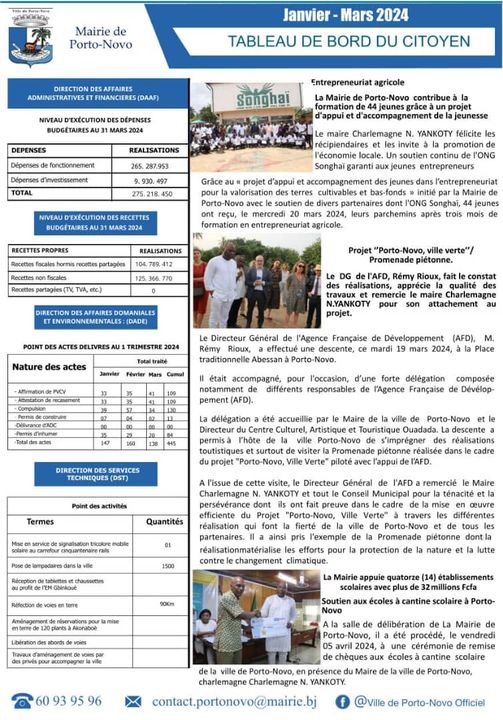 Ville de Porto-Novo
Mairie de
Porto-Novo
Janvier - Mars 2024
TABLEAU DE BORD DU CITOYEN
DIRECTION DES AFFAIRES
ADMINISTRATIVES ET FINANCIERES (DAAF)
NIVEAU D'EXÉCUTION DES DÉPENSES
BUDGÉTAIRES AU 31 MARS 2024
DEPENSES REALISATIONS
Dépenses de fonctionnement 265. 287.953
Dépenses d'investissement 9. 930. 497
TOTAL 275. 218. 450
NIVEAU D'EXÉCUTION DES RECETTES
BUDGÉTAIRES AU 31 MARS 2024
RECETTES PROPRES REALISATIONS
Recettes fiscales hormis recettes partagées 104. 789. 412
Recettes non fiscales 125. 366. 770
Recettes partagées (TV, TVA, etc.) 0
DIRECTION DES AFFAIRES DOMANIALES
ET ENVIRONNEMENTALES : (DADE)
POINT DES ACTES DELIVRES AU 1 TRIMESTRE 2024
Nature des actes
Total traité
Janvier Février Mars Cumul
- Affirmation de PVCV 33 35 41 109
- Attestation de recasement 33 35 41 109
- Compulsion 39 57 34 130
Permis de construire 07 04 02 13
-Délivrance d'ADC 00 00 00 00
-Permis d'inhumer 35 29 20 84
-Total des actes 147 160 138 445
DIRECTION DES SERVICES
TECHNIQUES (DST)
Point des activités
Termes Quantités
Mise en service de signalisation tricolore mobile
solaire au carrefour cinquantenaire rails 01
Pose de lampadaires dans la ville 1500
Réception de tablettes et chaussettes
au profit de l'EM Gbinkoué
Réfection de voies en terre 90Km
Aménagement de réservations pour la mise
en terre de 120 plants à Akonaboè
Libération des abords de voies
Travaux d'aménagement de voies par
des privés pour accompagner la ville
SONGHAÏ
Entrepreneuriat agricole
La Mairie de Porto-Novo contribue à la
formation de 44 jeunes grâce à un projet
d'appui et d'accompagnement de la jeunesse
Le maire Charlemagne N. YANKOTY félicite les
récipiendaires et les invite à la promotion de
l'économie locale. Un soutien continu de l'ONG
Songhaï garanti aux jeunes entrepreneurs
Grâce au « projet d'appui et accompagnement des jeunes dans l'entrepreneuriat
pour la valorisation des terres cultivables et bas-fonds » initié par la Mairie de
Porto-Novo avec le soutien de divers partenaires dont l'ONG Songhaï, 44 jeunes
ont reçu, le mercredi 20 mars 2024, leurs parchemins après trois mois de
formation en entrepreneuriat agricole.
Projet ‘’Porto-Novo, ville verte’’/
Promenade piétonne.
Le DG de l'AFD, Rémy Rioux, fait le constat
des réalisations, apprécie la qualité des
travaux et remercie le maire Charlemagne
N.YANKOTY pour son attachement au
projet.
Le Directeur Général de l'Agence Française de Développement (AFD), M.
Rémy Rioux, a effectué une descente, ce mardi 19 mars 2024, à la Place
traditionnelle Abessan à Porto-Novo.
Il était accompagné, pour l'occasion, d'une forte délégation composée
notamment de différents responsables de l'Agence Française de Dévelop-
pement (AFD).
La délégation a été accueillie par le Maire de la ville de Porto-Novo et le
Directeur du Centre Culturel, Artistique et Touristique Ouadada. La descente a
permis à l'hôte de la ville Porto-Novo de s'imprégner des réalisations
toutistiques et surtout de visiter la Promenade piétonne réalisée dans le cadre
du projet "Porto-Novo, Ville Verte" piloté avec l'appui de l'AFD.
A l'issue de cette visite, le Directeur Général de l'AFD a remercié le Maire
Charlemagne N. YANKOTY et tout le Conseil Municipal pour la ténacité et la
persévérance dont ils ont fait preuve dans le cadre de la mise en œuvre
efficiente du Projet "Porto-Novo, Ville Verte" à travers les différentes
réalisation qui font la fierté de la ville de Porto-Novo et de tous les
partenaires. Il a ainsi pris l'exemple de la Promenade piétonne dont la
réalisationmatérialise les efforts pour la protection de la nature et la lutte
contre le changement climatique.
La Mairie appuie quatorze (14) établissements
scolaires avec plus de 32 millions Fcfa
Soutien aux écoles à cantine scolaire à Porto-
Novo
A la salle de délibération de La Mairie de
Porto-Novo, il a été procédé, le vendredi
05 avril 2024, à une cérémonie de remise
de chèques aux écoles à cantine scolaire
de la ville de Porto-Novo, en présence du Maire de la ville de Porto-Novo,
charlemagne Charlemagne N. YANKOTY.
60 93 95 96
contact.portonovo@mairie.bj
@Ville de Porto-Novo Officiel